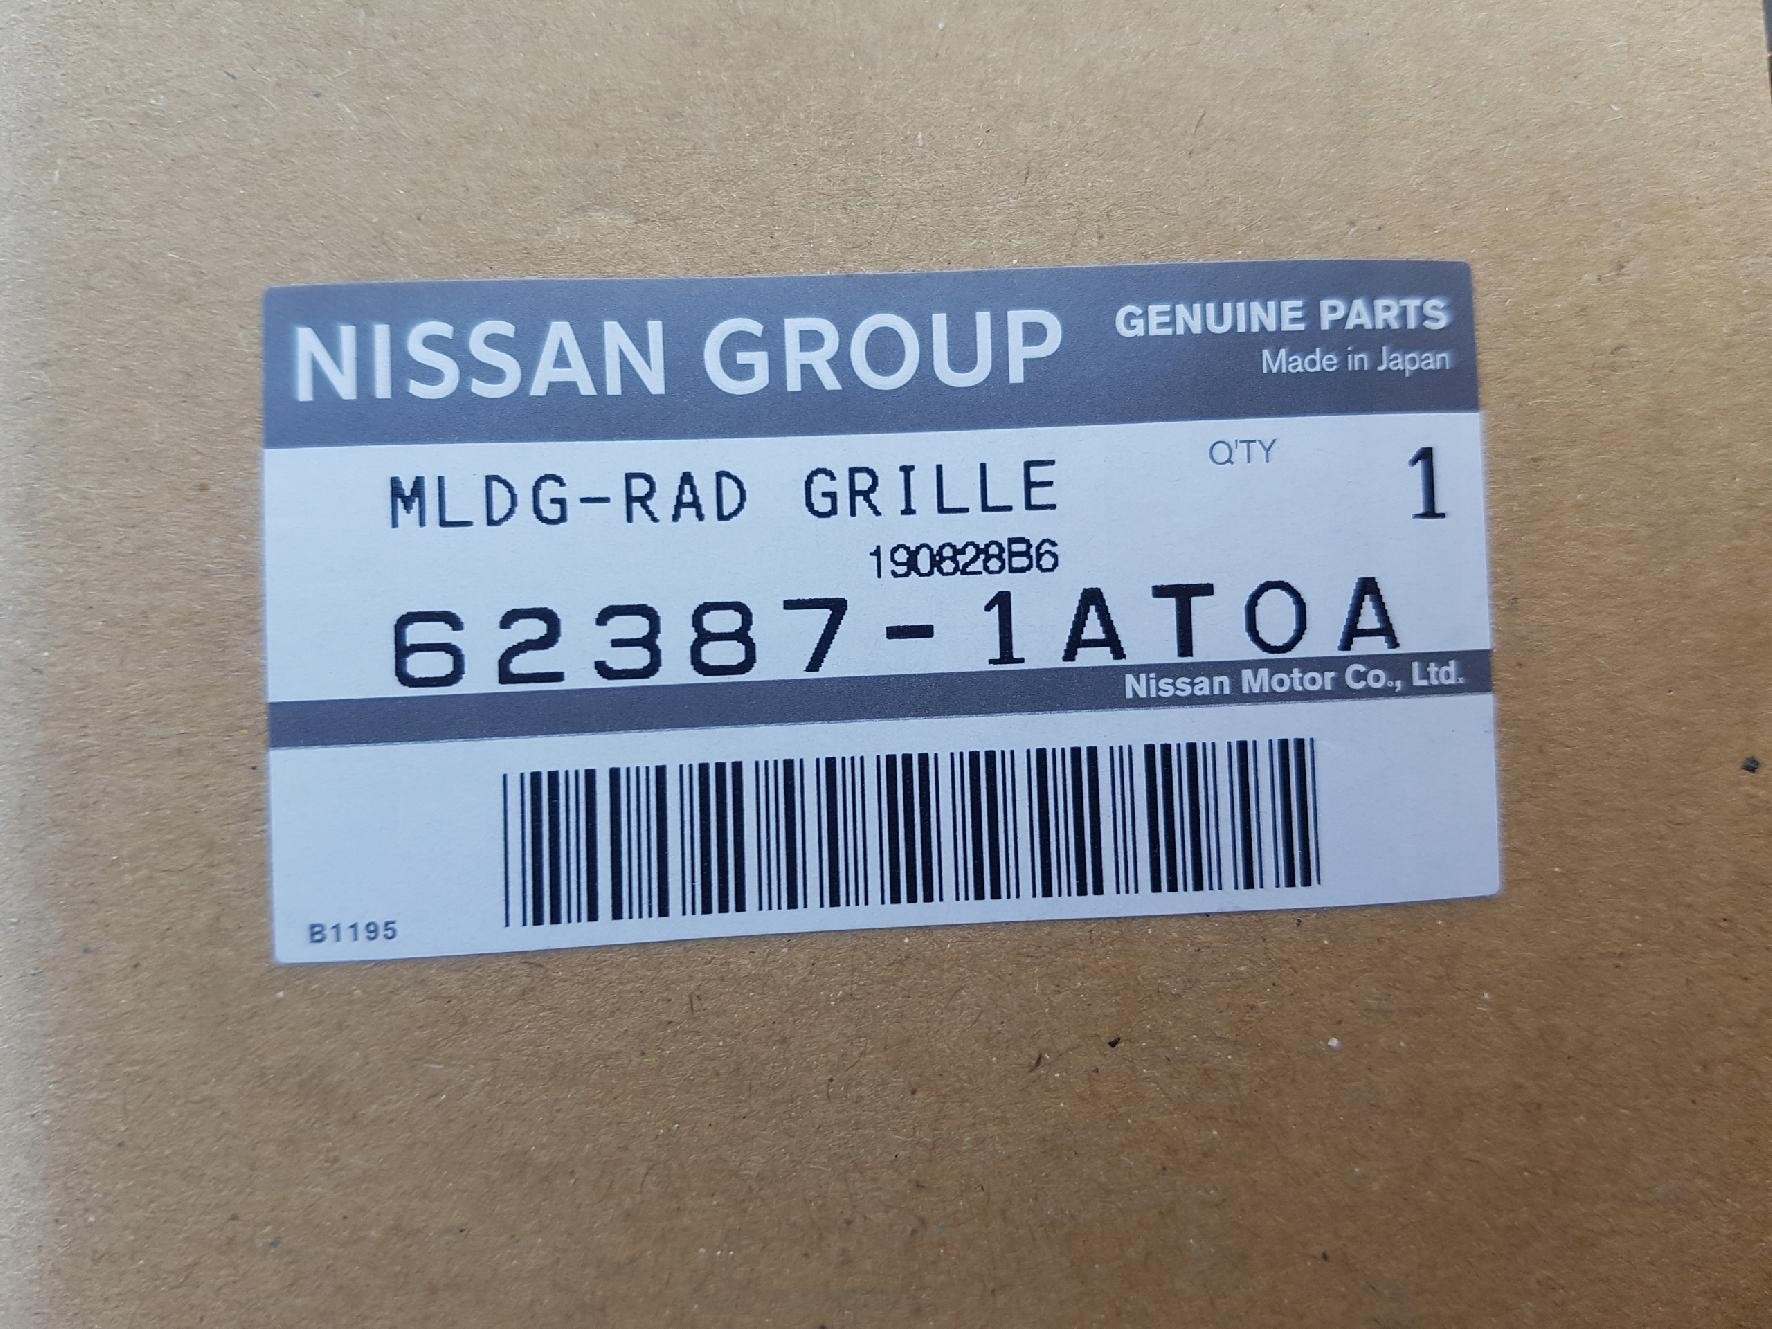 NISSAN GROUP
GENUINE PARTS
Made in Japan
MLDG-RAD GRILLE
Q'TY 1
190828B6
62387-1AT0A
Nissan Motor Co., Ltd.
B1195